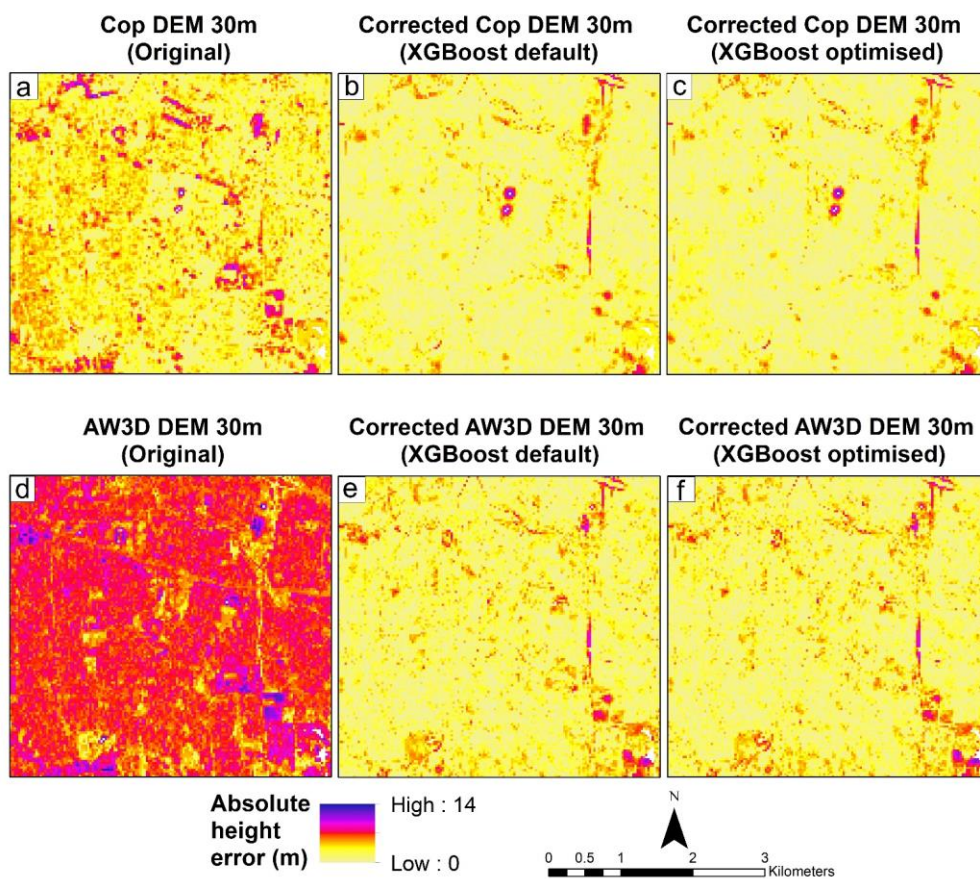 Cop DEM 30m
(Original)
Corrected Cop DEM 30m
(XGBoost default)
Corrected Cop DEM 30m
(XGBoost optimised)
a
b
c
AW3D DEM 30m
(Original)
Corrected AW3D DEM 30m
(XGBoost default)
Corrected AW3D DEM 30m
(XGBoost optimised)
d
e
f
Absolute
height
error (m)
High : 14
Low : 0
N
0 0.5 1 2 3
Kilometers